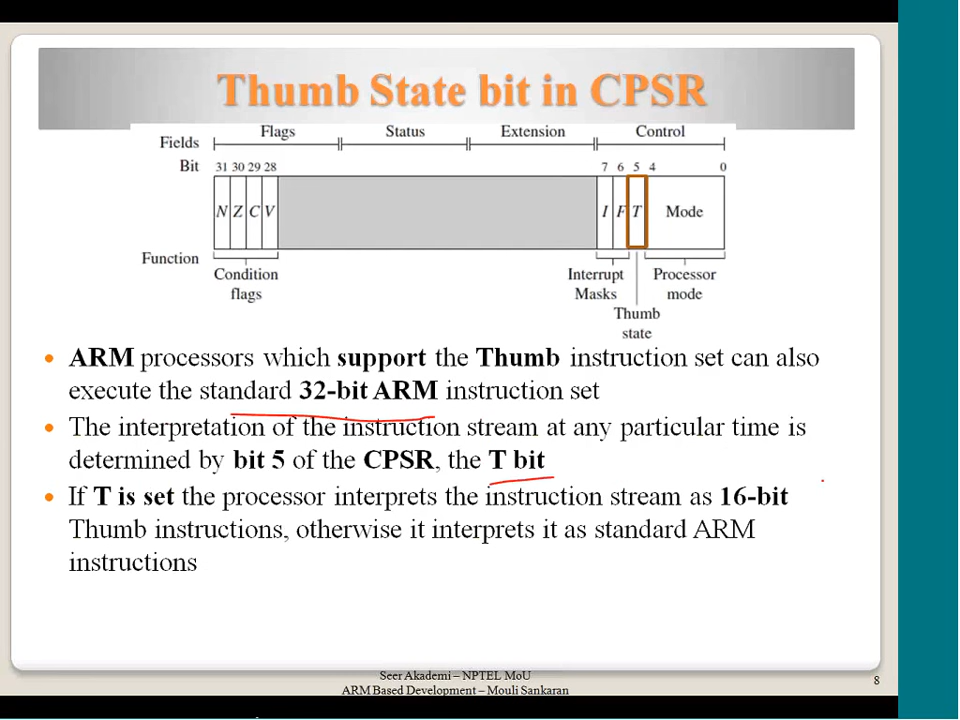 Thumb State bit in CPSR
Fields Flags Status Extension Control
Bit 31 30 29 28 7 6 5 4 0
N Z C V I F T Mode
Function Condition flags Interrupt Masks Thumb state Processor mode
• ARM processors which support the Thumb instruction set can also
execute the standard 32-bit ARM instruction set
• The interpretation of the instruction stream at any particular time is
determined by bit 5 of the CPSR, the T bit
• If T is set the processor interprets the instruction stream as 16-bit
Thumb instructions, otherwise it interprets it as standard ARM
instructions
Seer Akademi – NPTEL MoU
ARM Based Development – Mouli Sankaran
8